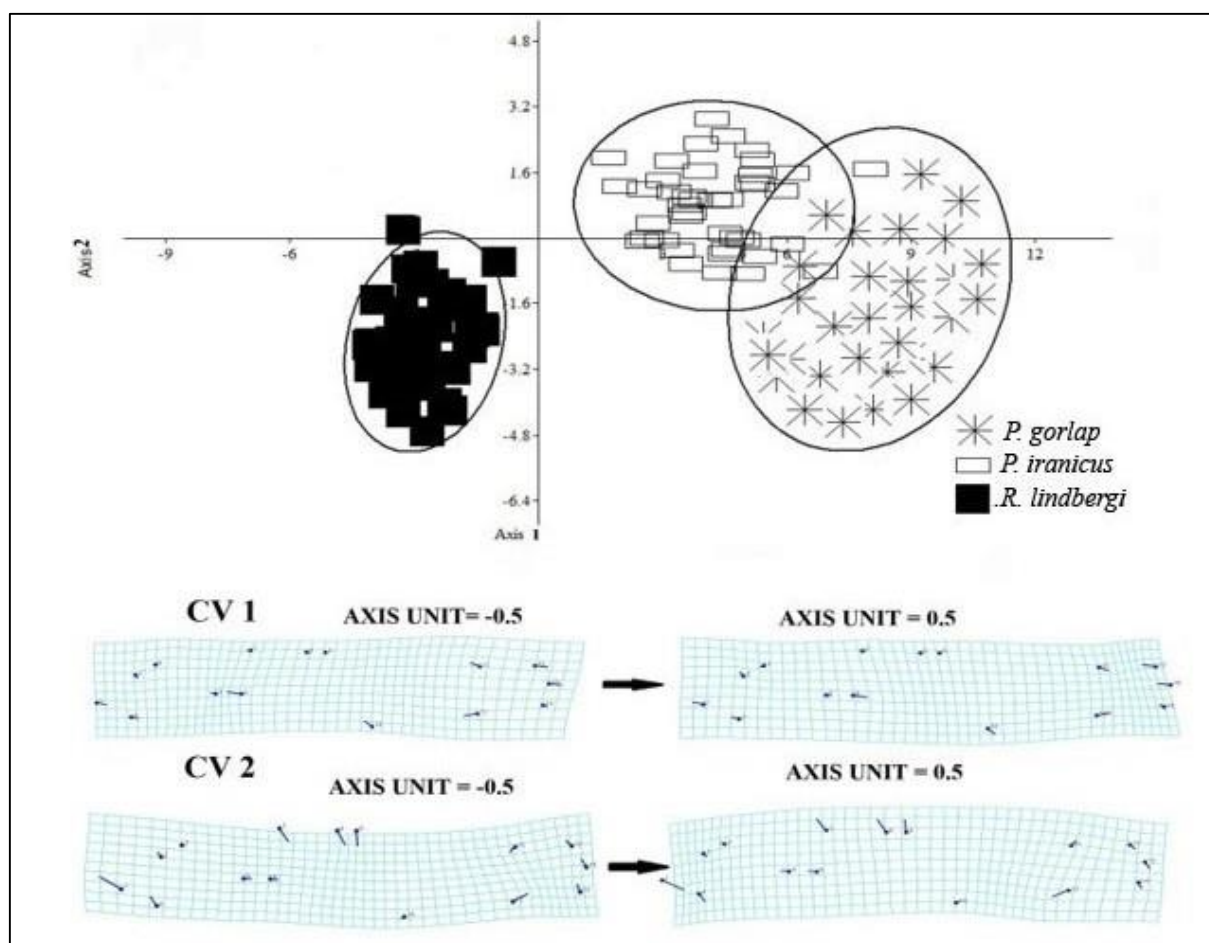 4.8
3.2
1.6
Axis2
-9 -6 6 9 12
-1.6
-3.2
-4.8
-6.4
Axis 1
P. gorlap
P. iranicus
.R. lindbergi
CV 1 AXIS UNIT= -0.5 AXIS UNIT = 0.5
CV 2 AXIS UNIT = -0.5 AXIS UNIT = 0.5